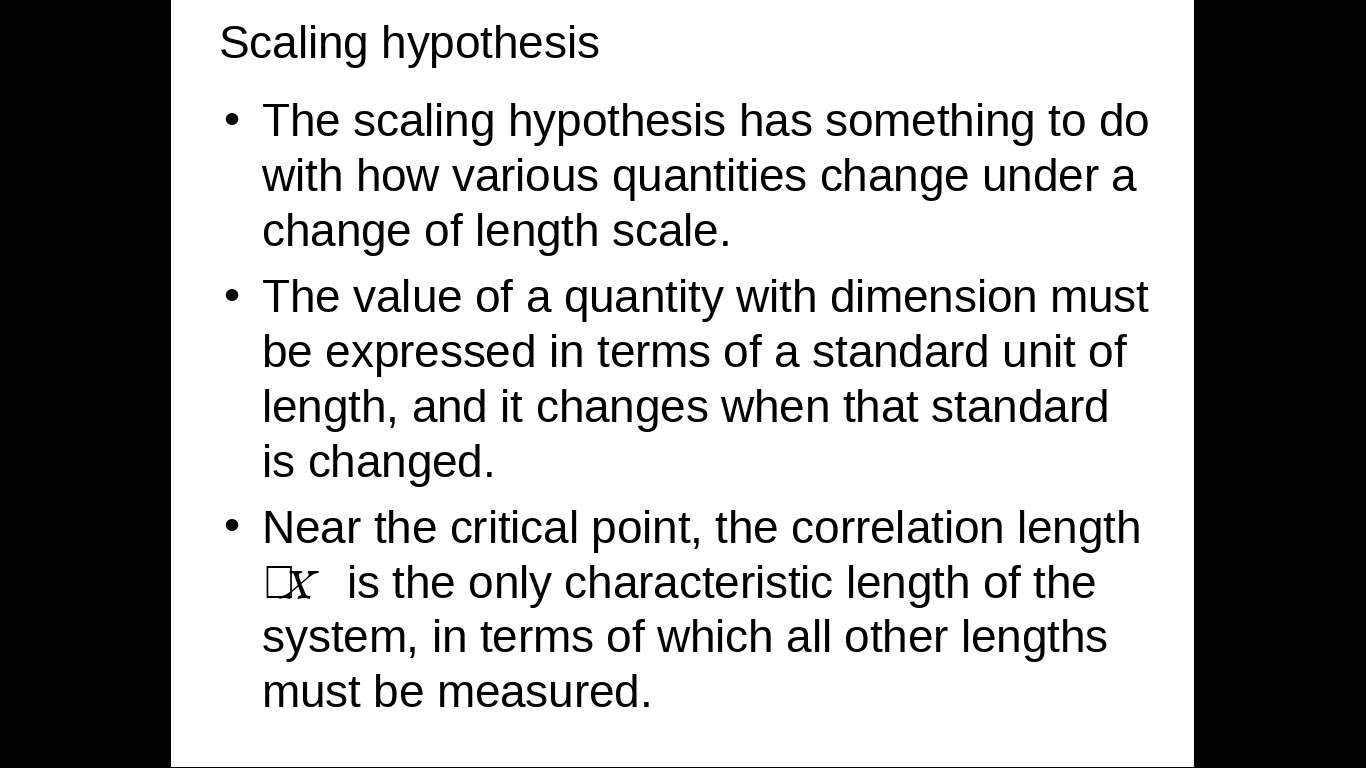 Scaling hypothesis
• The scaling hypothesis has something to do
with how various quantities change under a
change of length scale.
• The value of a quantity with dimension must
be expressed in terms of a standard unit of
length, and it changes when that standard
is changed.
• Near the critical point, the correlation length
□x is the only characteristic length of the
system, in terms of which all other lengths
must be measured.